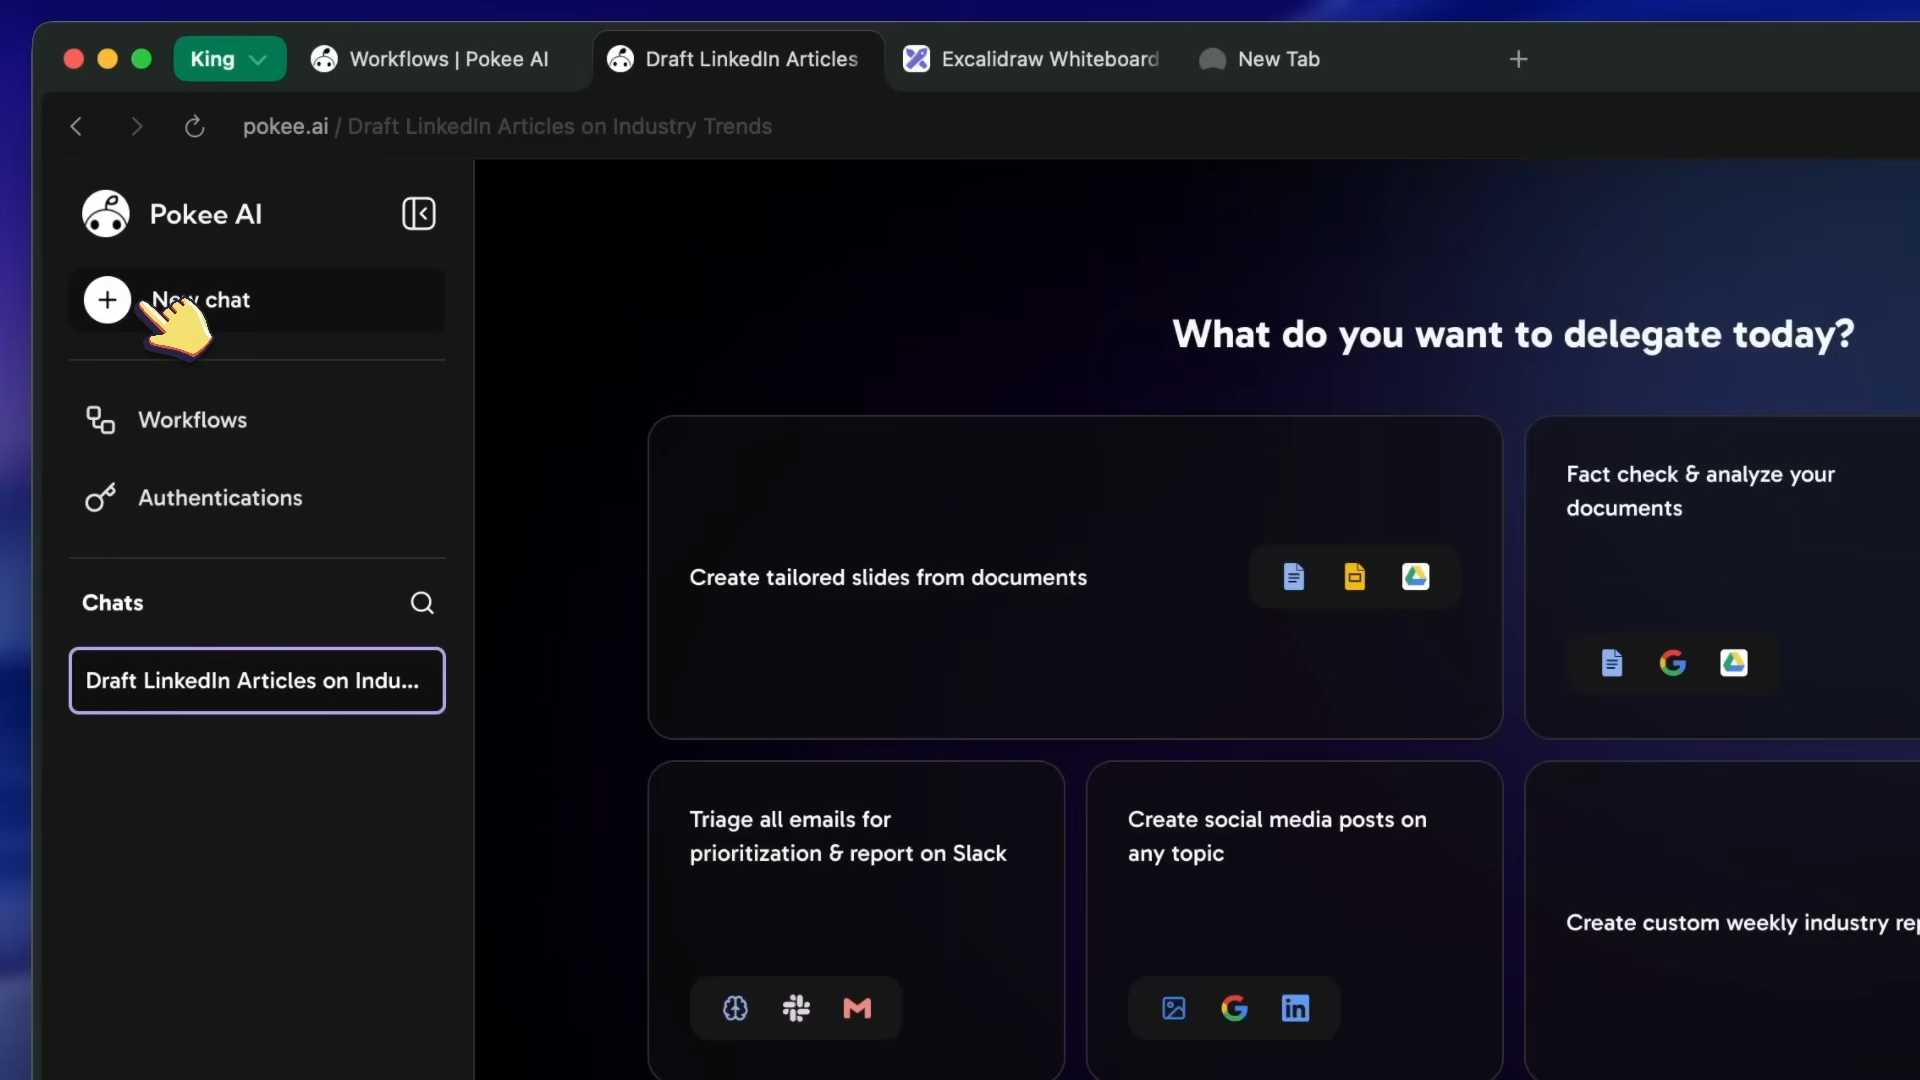 King
Workflows | Pokee AI
Draft LinkedIn Articles
Excalidraw Whiteboard
New Tab
pokee.ai / Draft LinkedIn Articles on Industry Trends
Pokee AI
New chat
Workflows
Authentications
Chats
Draft LinkedIn Articles on Indu...
What do you want to delegate today?
Create tailored slides from documents
Fact check & analyze your
documents
Triage all emails for
prioritization & report on Slack
Create social media posts on
any topic
Create custom weekly industry